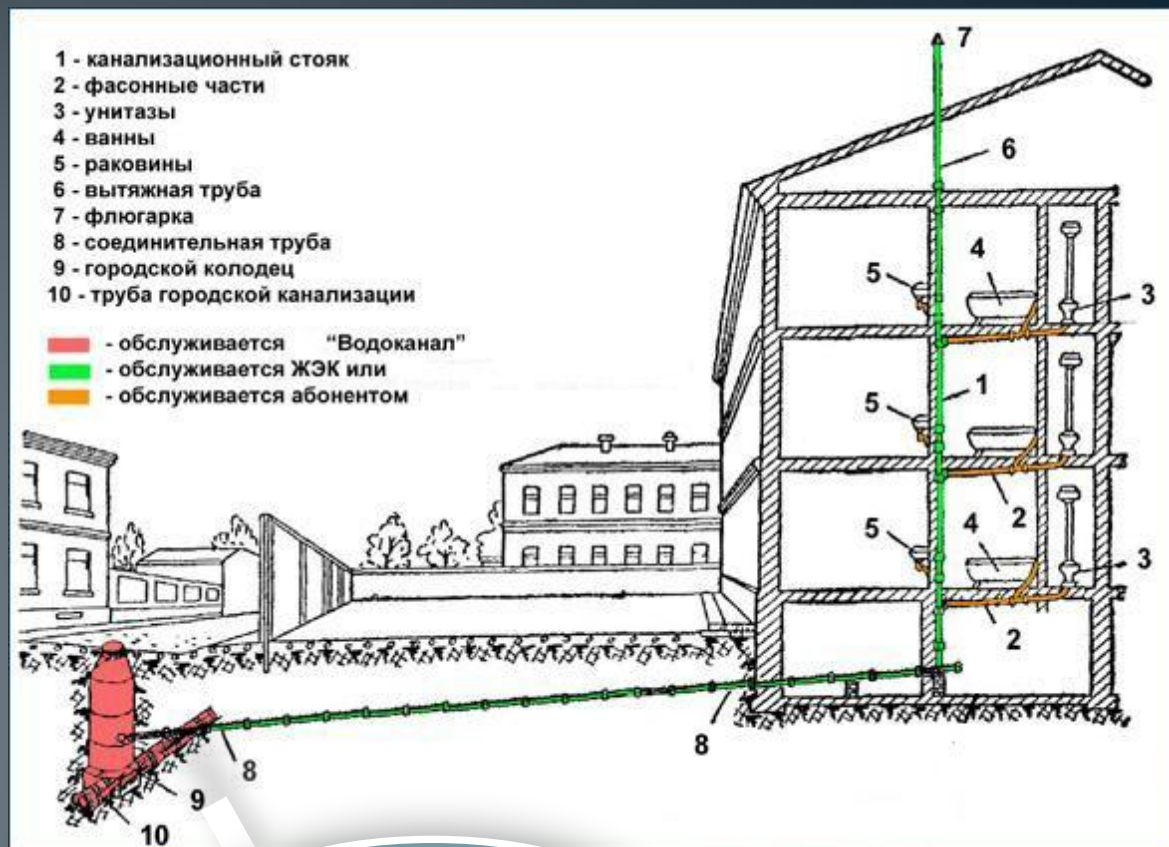 1 - канализационный стояк
2 - фасонные части
3 - унитазы
4 - ванны
5 - раковины
6 - вытяжная труба
7 - флюгарка
8 - соединительная труба
9 - городской колодец
10 - труба городской канализации
- обслуживается "Водоканал"
- обслуживается ЖЭК или
- обслуживается абонентом
7
6
5
4
3
1
5
2
5
4
3
2
8
8
9
10